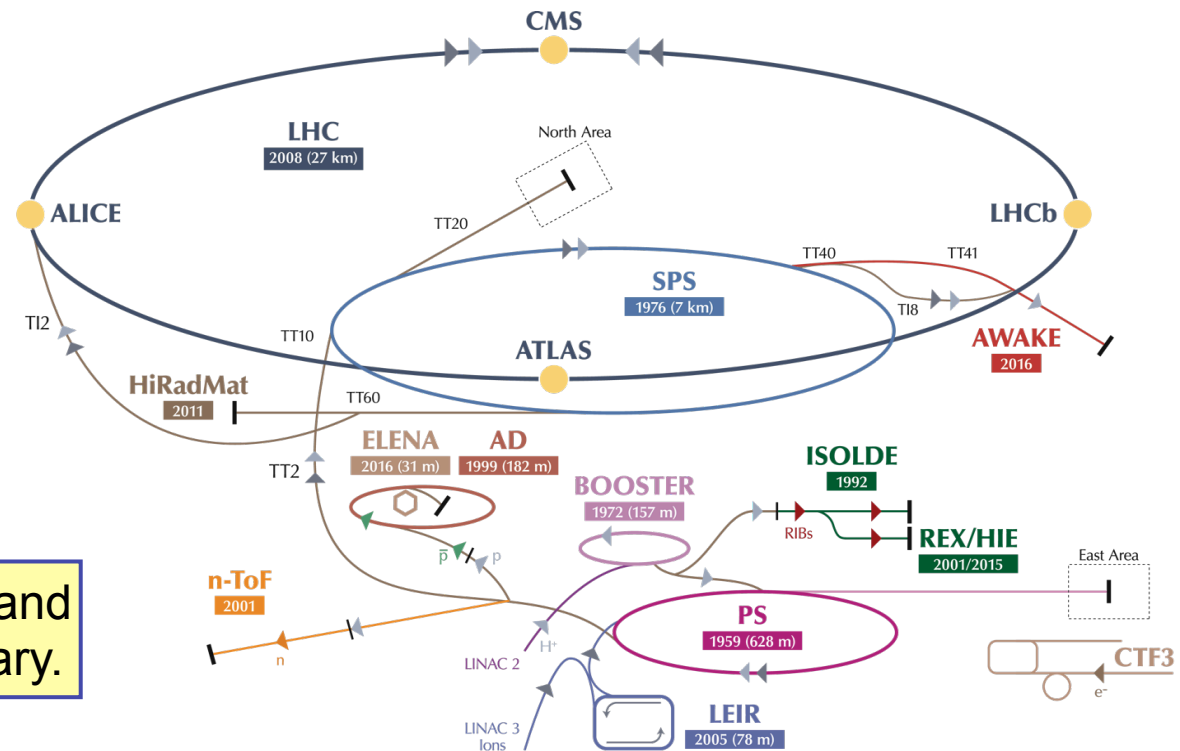 CMS
LHC
2008 (27 km)
North Area
ALICE
LHCb
TT20
TT40
TT41
SPS
1976 (7 km)
TI8
TI2
TT10
ATLAS
AWAKE
2016
HiRadMat
2011
TT60
ELENA
2016 (31 m)
AD
1999 (182 m)
TT2
ISOLDE
1992
BOOSTER
1972 (157 m)
RIBs
REX/HIE
2001/2015
p̅
p
East Area
and
ary.
n-ToF
2001
n
H+
LINAC 2
PS
1959 (628 m)
CTF3
e-
LEIR
2005 (78 m)
LINAC 3
Ions